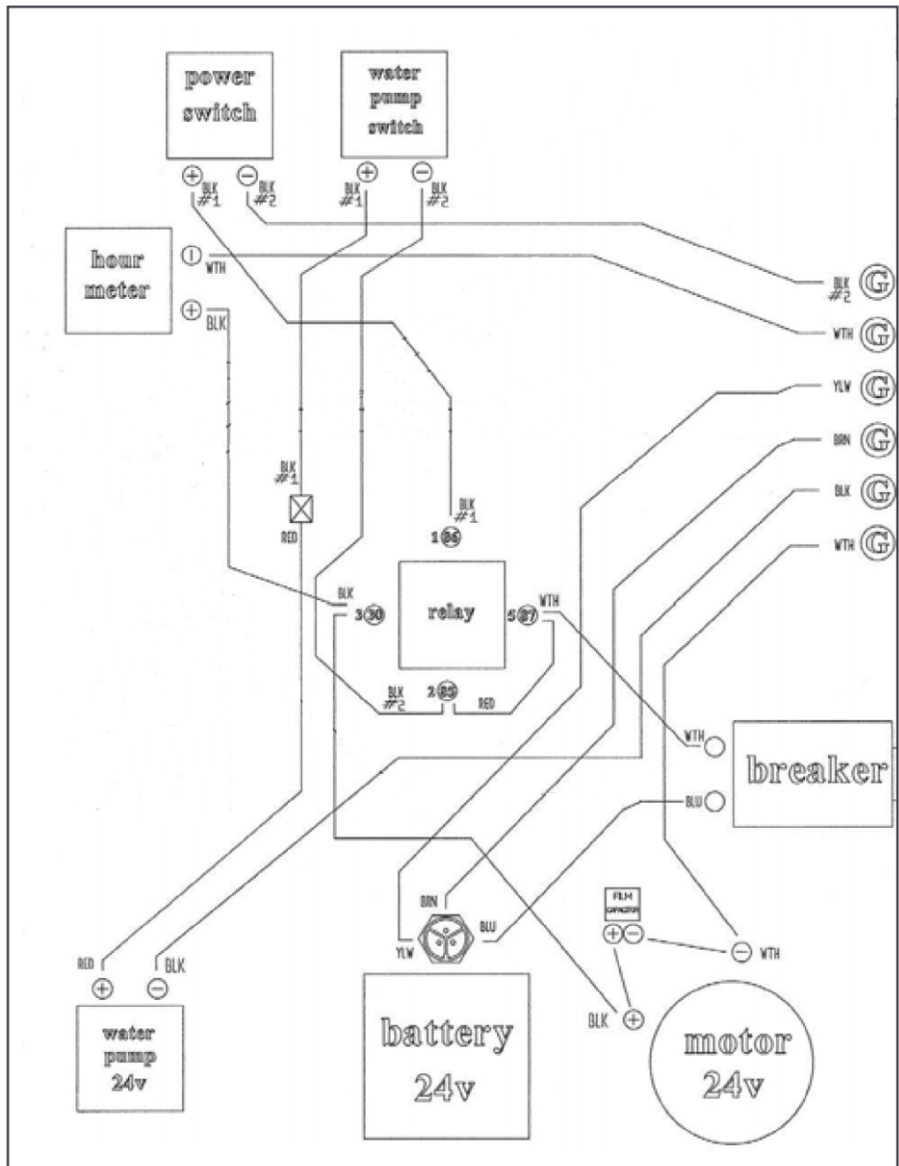 power
switch
water
pump
switch
+ −
BLK
#1
BLK
#2
+ −
BLK
#1
BLK
#2
hour
meter
− WTH
+ BLK
BLK
#2 G
WTH G
YLW G
BRN G
BLK G
WTH G
BLK
#1
RED
BLK
#1
1 86
relay
BLK
3 30
5 87
WTH
2 85
BLK
#2
RED
WTH
BLU
breaker
BRN
YLW
BLU
FILM
CAPACITOR
+ −
− WTH
BLK +
RED
BLK
+ −
water
pump
24v
battery
24v
motor
24v